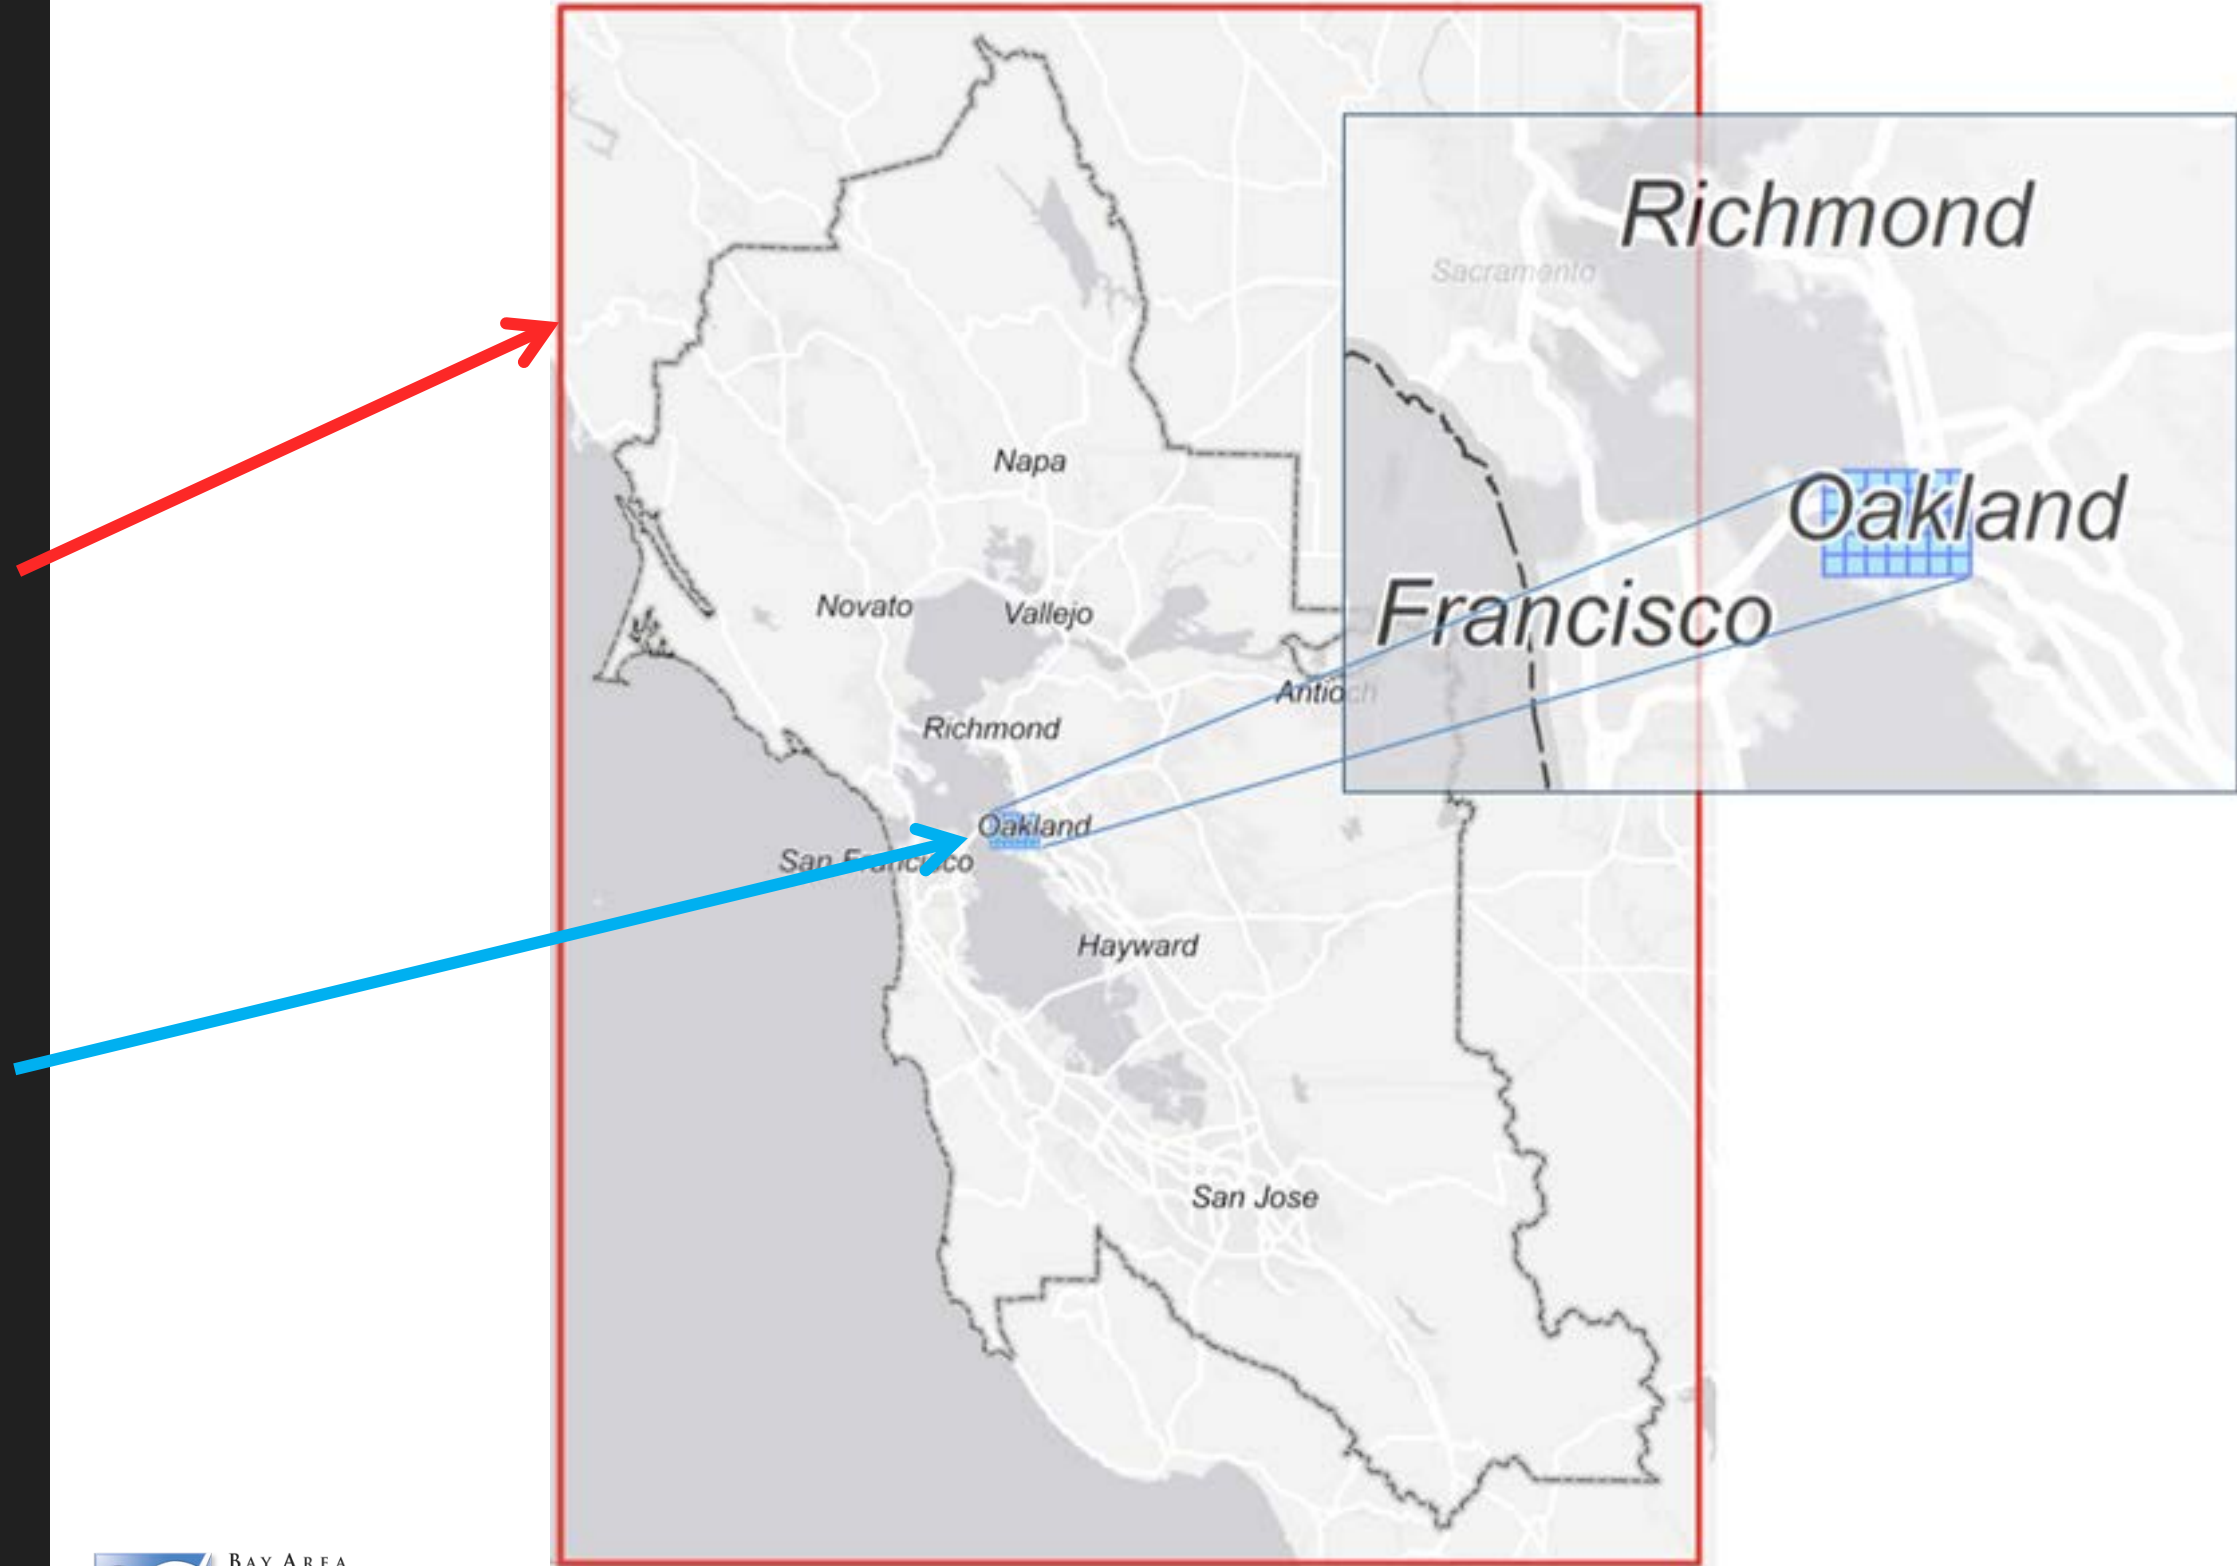 Richmond
Sacramento
Napa
Oakland
Novato
Vallejo
Francisco
Antioch
Richmond
Oakland
San Francisco
Hayward
San Jose
BAY AREA